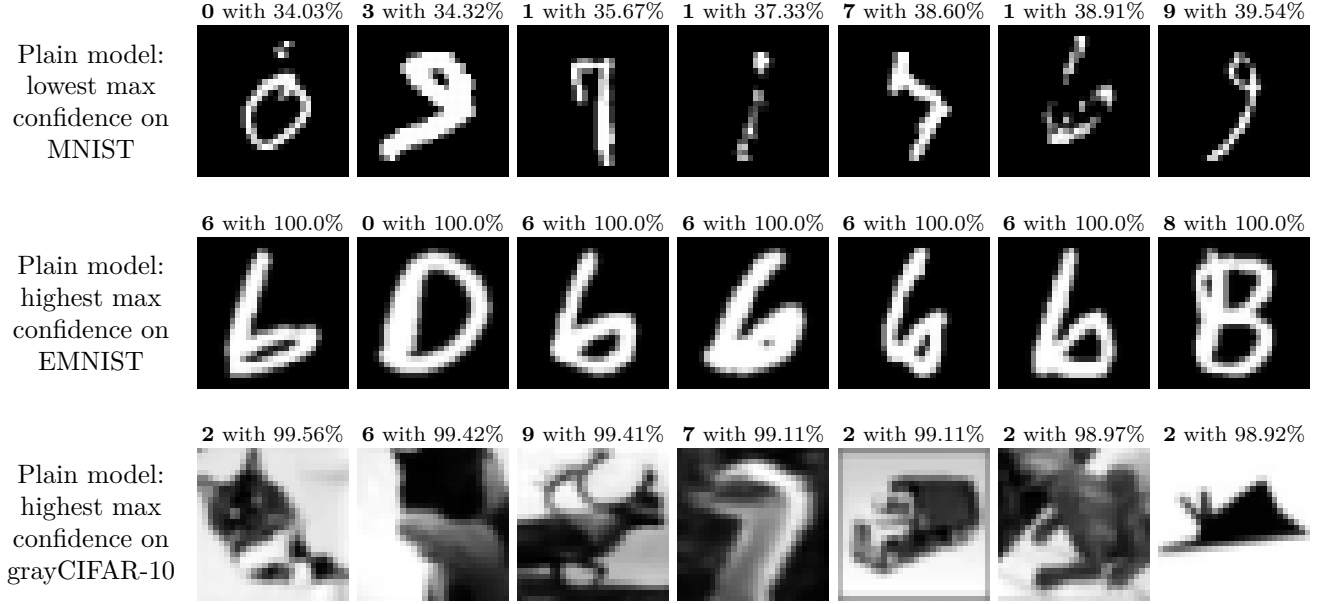 0 with 34.03% 3 with 34.32% 1 with 35.67% 1 with 37.33% 7 with 38.60% 1 with 38.91% 9 with 39.54%
Plain model:
lowest max
confidence on
MNIST
6 with 100.0% 0 with 100.0% 6 with 100.0% 6 with 100.0% 6 with 100.0% 6 with 100.0% 8 with 100.0%
Plain model:
highest max
confidence on
EMNIST
2 with 99.56% 6 with 99.42% 9 with 99.41% 7 with 99.11% 2 with 99.11% 2 with 98.97% 2 with 98.92%
Plain model:
highest max
confidence on
grayCIFAR-10